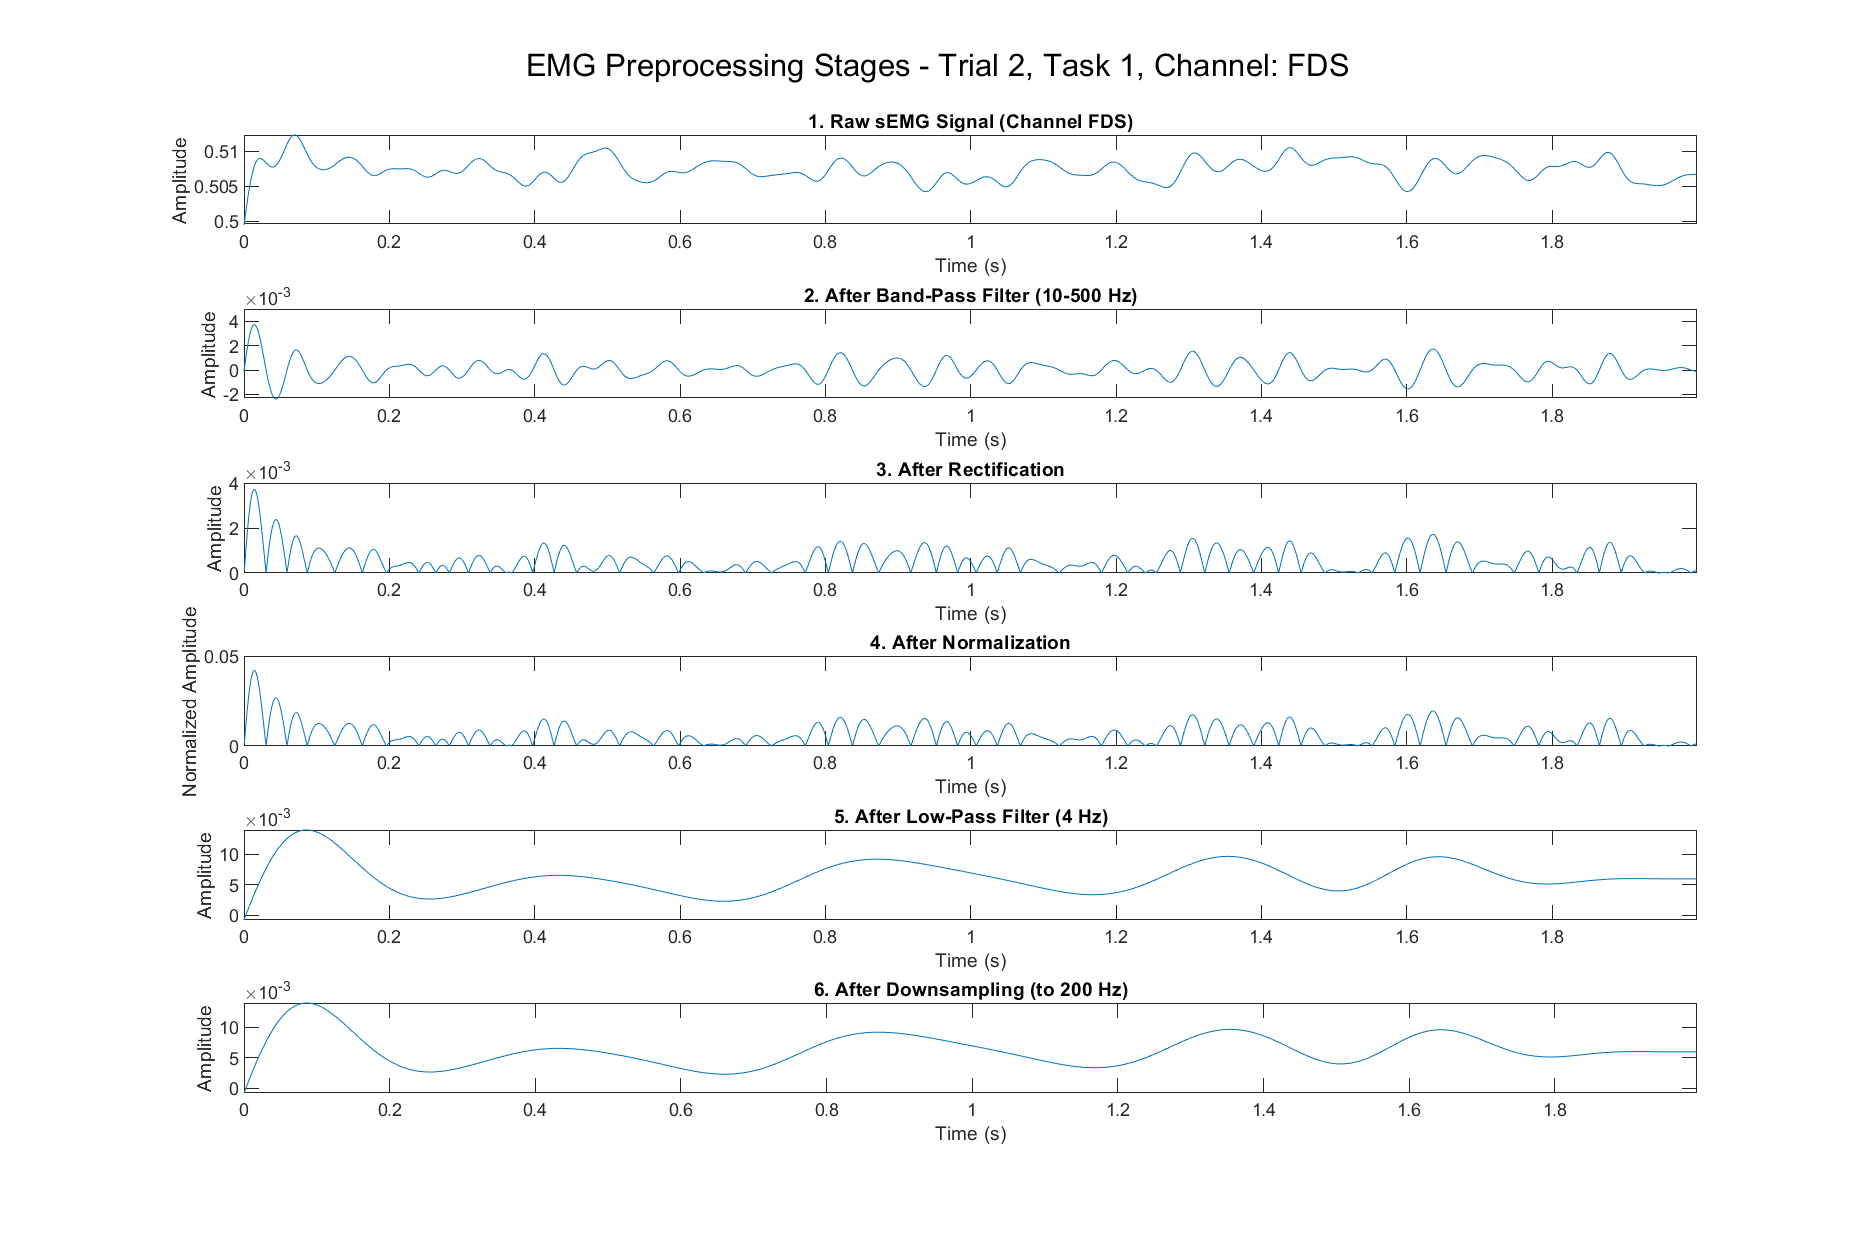 EMG Preprocessing Stages - Trial 2, Task 1, Channel: FDS
1. Raw sEMG Signal (Channel FDS)
Amplitude
0.51
0.505
0.5
0 0.2 0.4 0.6 0.8 1 1.2 1.4 1.6 1.8
Time (s)
×10-3
2. After Band-Pass Filter (10-500 Hz)
Amplitude
4
2
0
-2
0 0.2 0.4 0.6 0.8 1 1.2 1.4 1.6 1.8
Time (s)
×10-3
3. After Rectification
Amplitude
4
2
0
0 0.2 0.4 0.6 0.8 1 1.2 1.4 1.6 1.8
Time (s)
4. After Normalization
Normalized Amplitude
0.05
0
0 0.2 0.4 0.6 0.8 1 1.2 1.4 1.6 1.8
Time (s)
×10-3
5. After Low-Pass Filter (4 Hz)
Amplitude
10
5
0
0 0.2 0.4 0.6 0.8 1 1.2 1.4 1.6 1.8
Time (s)
×10-3
6. After Downsampling (to 200 Hz)
Amplitude
10
5
0
0 0.2 0.4 0.6 0.8 1 1.2 1.4 1.6 1.8
Time (s)